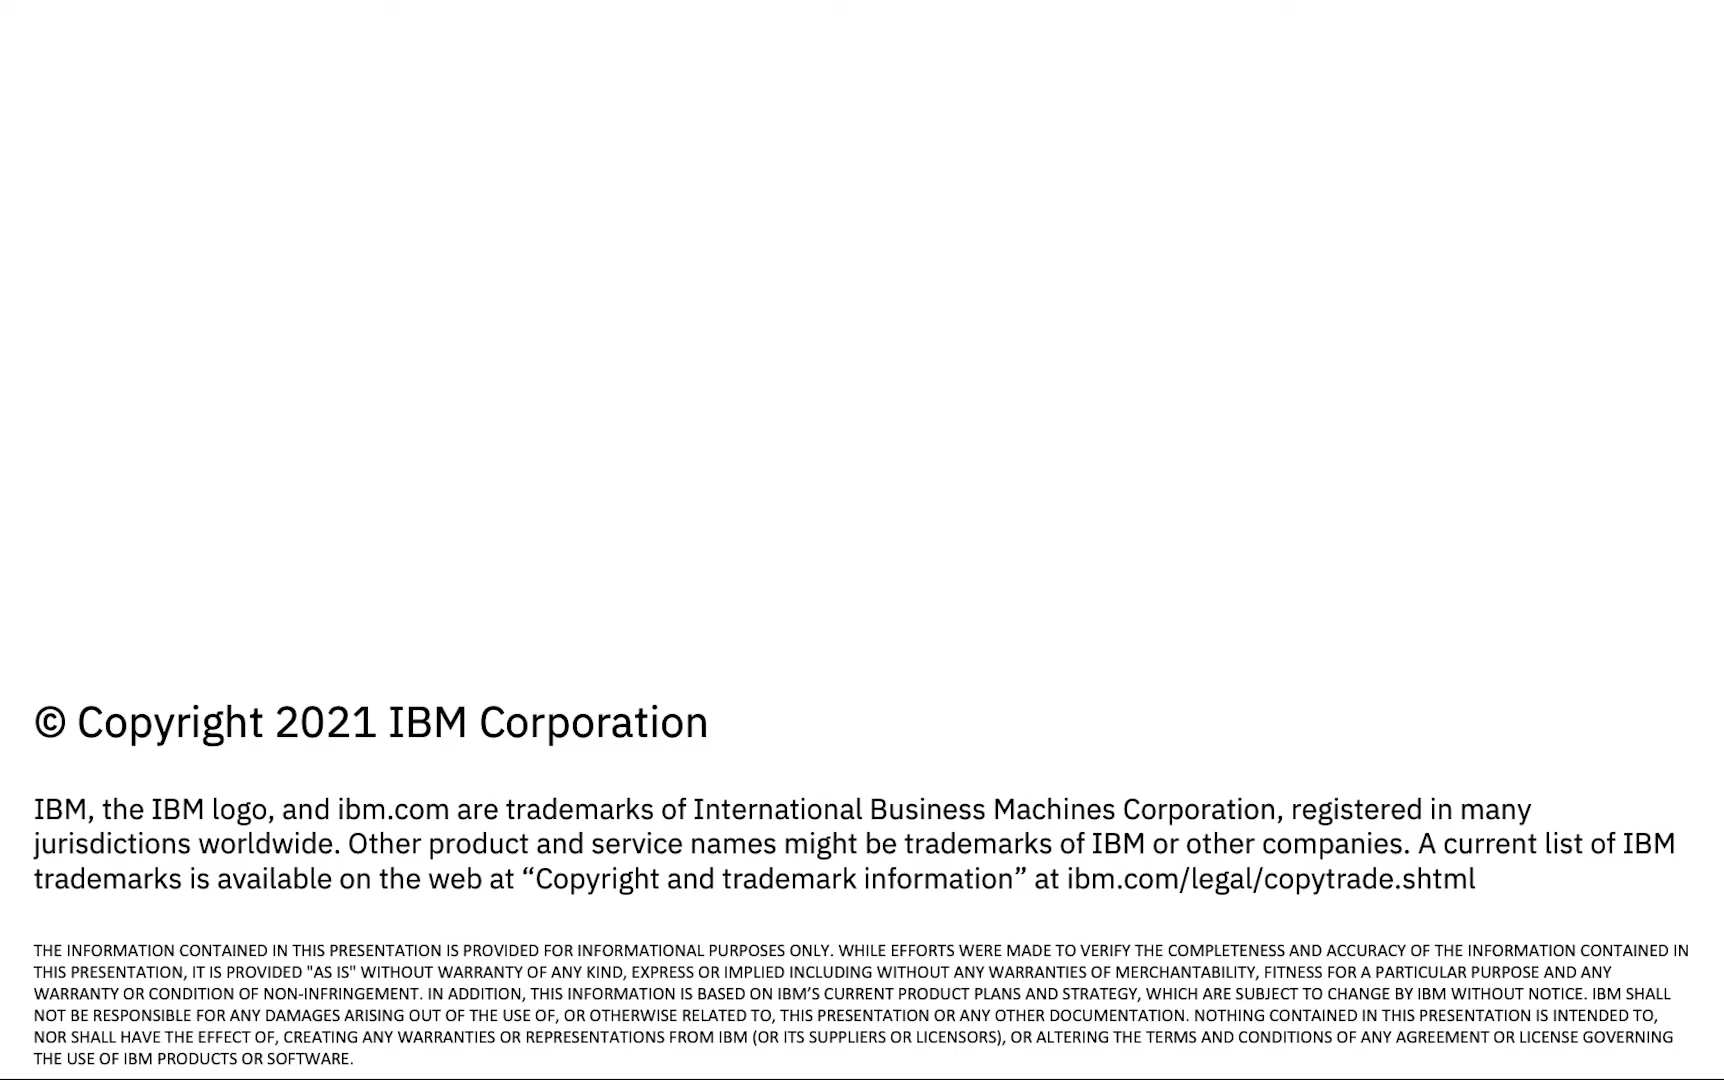 © Copyright 2021 IBM Corporation
IBM, the IBM logo, and ibm.com are trademarks of International Business Machines Corporation, registered in many
jurisdictions worldwide. Other product and service names might be trademarks of IBM or other companies. A current list of IBM
trademarks is available on the web at “Copyright and trademark information” at ibm.com/legal/copytrade.shtml
THE INFORMATION CONTAINED IN THIS PRESENTATION IS PROVIDED FOR INFORMATIONAL PURPOSES ONLY. WHILE EFFORTS WERE MADE TO VERIFY THE COMPLETENESS AND ACCURACY OF THE INFORMATION CONTAINED IN
THIS PRESENTATION, IT IS PROVIDED "AS IS" WITHOUT WARRANTY OF ANY KIND, EXPRESS OR IMPLIED INCLUDING WITHOUT ANY WARRANTIES OF MERCHANTABILITY, FITNESS FOR A PARTICULAR PURPOSE AND ANY
WARRANTY OR CONDITION OF NON-INFRINGEMENT. IN ADDITION, THIS INFORMATION IS BASED ON IBM’S CURRENT PRODUCT PLANS AND STRATEGY, WHICH ARE SUBJECT TO CHANGE BY IBM WITHOUT NOTICE. IBM SHALL
NOT BE RESPONSIBLE FOR ANY DAMAGES ARISING OUT OF THE USE OF, OR OTHERWISE RELATED TO, THIS PRESENTATION OR ANY OTHER DOCUMENTATION. NOTHING CONTAINED IN THIS PRESENTATION IS INTENDED TO,
NOR SHALL HAVE THE EFFECT OF, CREATING ANY WARRANTIES OR REPRESENTATIONS FROM IBM (OR ITS SUPPLIERS OR LICENSORS), OR ALTERING THE TERMS AND CONDITIONS OF ANY AGREEMENT OR LICENSE GOVERNING
THE USE OF IBM PRODUCTS OR SOFTWARE.